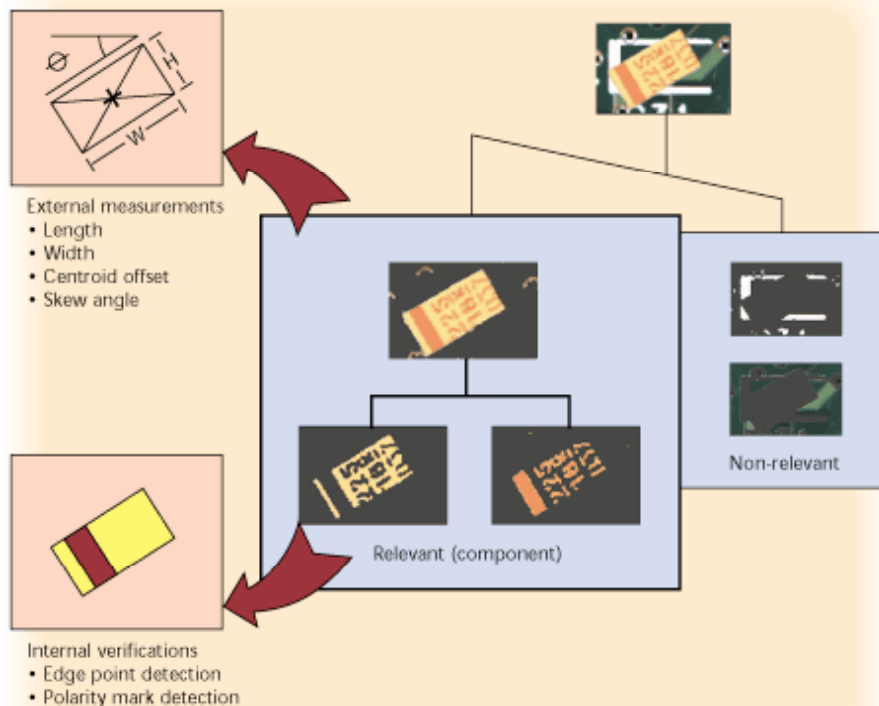 Ø
H
W
External measurements
• Length
• Width
• Centroid offset
• Skew angle
Non-relevant
Relevant (component)
Internal verifications
• Edge point detection
• Polarity mark detection